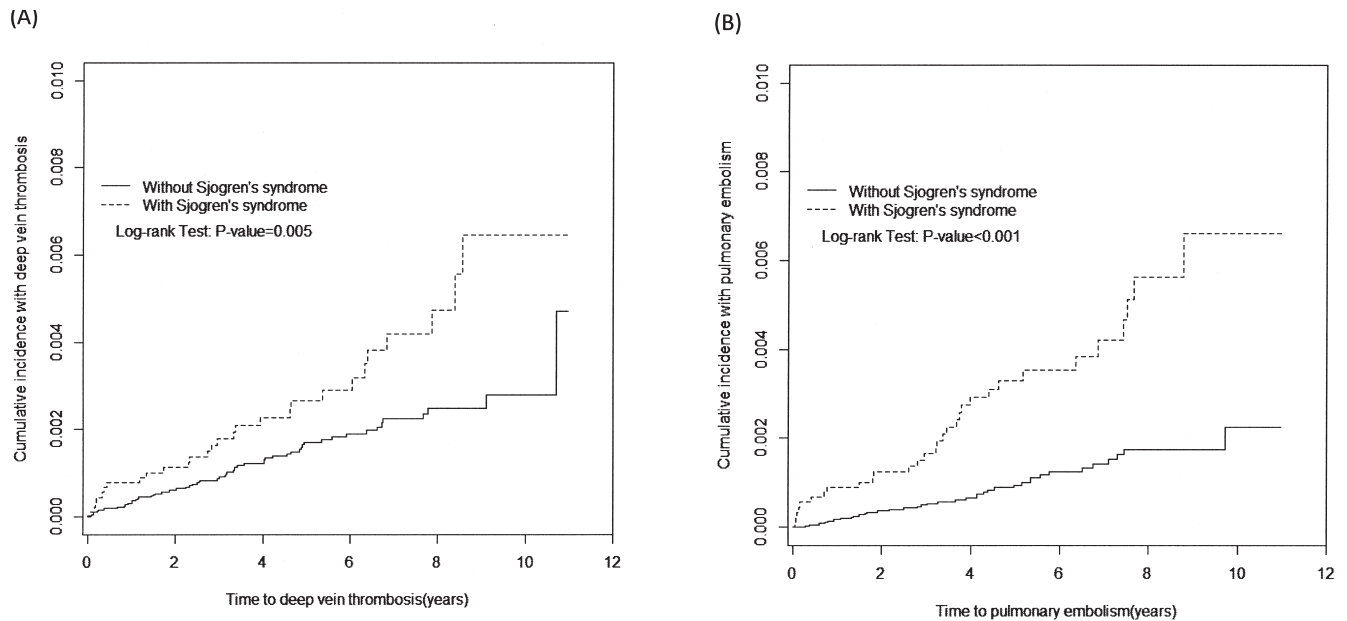 (A)
0.010
0.008
0.006
0.004
0.002
0.000
Cumulative incidence with deep vein thrombosis
Without Sjogren's syndrome
With Sjogren's syndrome
Log-rank Test: P-value=0.005
0 2 4 6 8 10 12
Time to deep vein thrombosis(years)
(B)
0.010
0.008
0.006
0.004
0.002
0.000
Cumulative incidence with pulmonary embolism
Without Sjogren's syndrome
With Sjogren's syndrome
Log-rank Test: P-value<0.001
0 2 4 6 8 10 12
Time to pulmonary embolism(years)